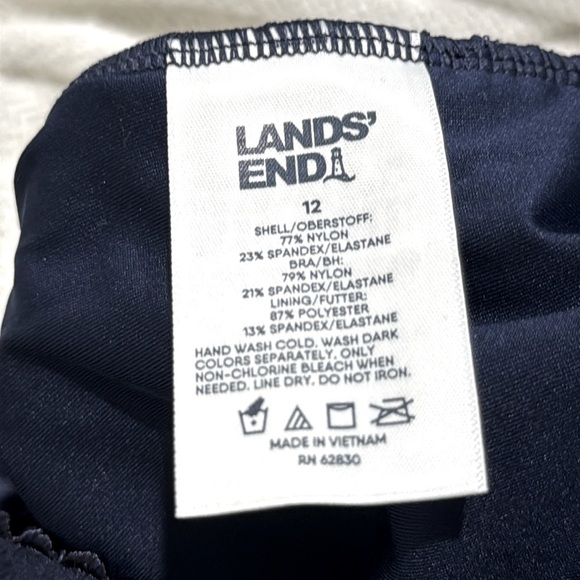 LANDS'
END
12
SHELL/OBERSTOFF:
77% NYLON
23% SPANDEX/ELASTANE
BRA/BH:
79% NYLON
21% SPANDEX/ELASTANE
LINING/FUTTER:
87% POLYESTER
13% SPANDEX/ELASTANE
HAND WASH COLD. WASH DARK
COLORS SEPARATELY. ONLY
NON-CHLORINE BLEACH WHEN
NEEDED. LINE DRY. DO NOT IRON.
MADE IN VIETNAM
RN 62830